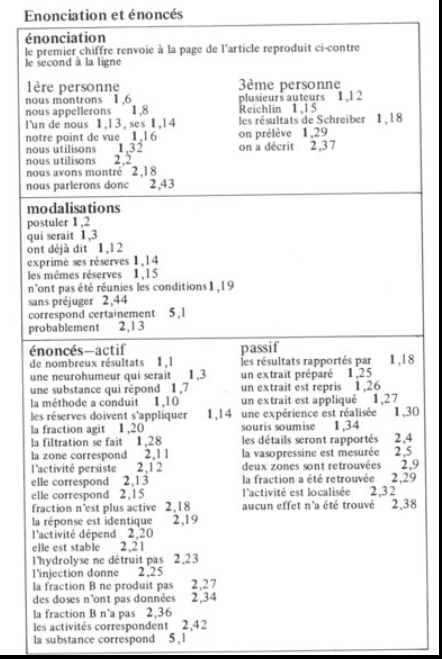 Enonciation et énoncés
énonciation
le premier chiffre renvoie à la page de l'article reproduit ci-contre
le second à la ligne
1ère personne
nous montrons 1,6
nous appellerons 1,8
l'un de nous 1,13, ses 1,14
notre point de vue 1,16
nous utilisons 1,32
nous utilisons 2,2
nous avons montré 2,18
nous parlerons donc 2,43
3ème personne
plusieurs auteurs 1,12
Reichlin 1,15
les résultats de Schreiber 1,18
on prélève 1,29
on a décrit 2,37
modalisations
postuler 1,2
qui serait 1,3
ont déjà dit 1,12
exprimé ses réserves 1,14
les mêmes réserves 1,15
n'ont pas été réunies les conditions 1,19
sans préjuger 2,44
correspond certainement 5,1
probablement 2,13
énoncés—actif
de nombreux résultats 1,1
une neurohumeur qui serait 1,3
une substance qui répond 1,7
la méthode a conduit 1,10
les réserves doivent s'appliquer 1,14
la fraction agit 1,20
la filtration se fait 1,28
la zone correspond 2,11
l'activité persiste 2,12
elle correspond 2,13
elle correspond 2,15
fraction n'est plus active 2,18
la réponse est identique 2,19
l'activité dépend 2,20
elle est stable 2,21
l'hydrolyse ne détruit pas 2,23
l'injection donne 2,25
la fraction B ne produit pas 2,27
des doses n'ont pas données 2,34
la fraction B n'a pas 2,36
les activités correspondent 2,42
la substance correspond 5,1
passif
les résultats rapportés par 1,18
un extrait préparé 1,25
un extrait est repris 1,26
un extrait est appliqué 1,27
une expérience est réalisée 1,30
souris soumise 1,34
les détails seront rapportés 2,4
la vasopressine est mesurée 2,5
deux zones sont retrouvées 2,9
la fraction a été retrouvée 2,29
l'activité est localisée 2,32
aucun effet n'a été trouvé 2,38